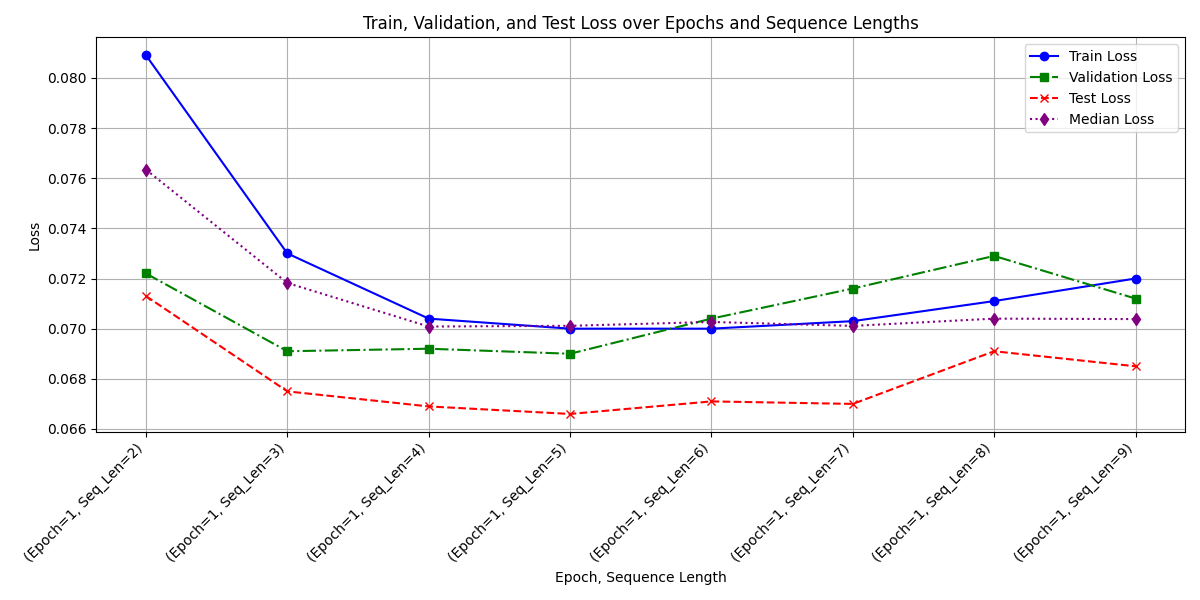 Train, Validation, and Test Loss over Epochs and Sequence Lengths
Train Loss
Validation Loss
Test Loss
Median Loss
Loss
0.080
0.078
0.076
0.074
0.072
0.070
0.068
0.066
(Epoch=1, Seq_Len=2)
(Epoch=1, Seq_Len=3)
(Epoch=1, Seq_Len=4)
(Epoch=1, Seq_Len=5)
(Epoch=1, Seq_Len=6)
(Epoch=1, Seq_Len=7)
(Epoch=1, Seq_Len=8)
(Epoch=1, Seq_Len=9)
Epoch, Sequence Length